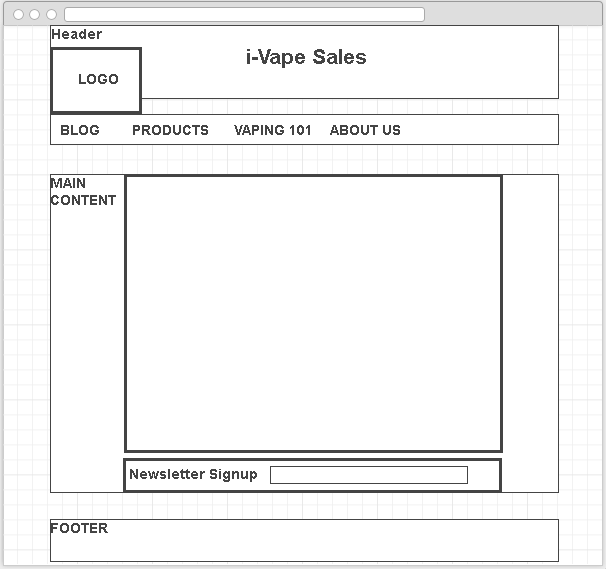 Header
i-Vape Sales
LOGO
BLOG PRODUCTS VAPING 101 ABOUT US
MAIN
CONTENT
Newsletter Signup
FOOTER